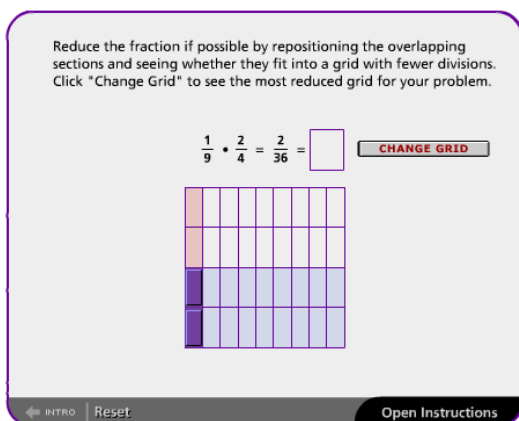 Reduce the fraction if possible by repositioning the overlapping
sections and seeing whether they fit into a grid with fewer divisions.
Click "Change Grid" to see the most reduced grid for your problem.
1/9 • 2/4 = 2/36 =
CHANGE GRID
INTRO Reset Open Instructions